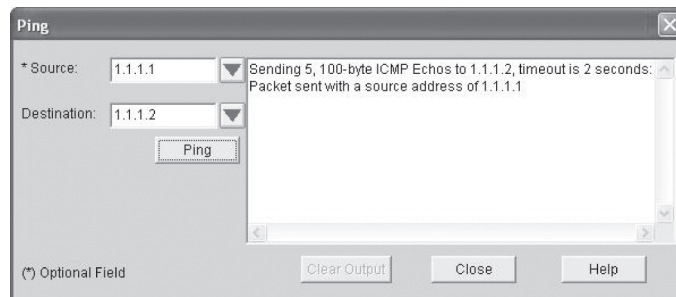 Ping
* Source: 1.1.1.1
Sending 5, 100-byte ICMP Echos to 1.1.1.2, timeout is 2 seconds:
Packet sent with a source address of 1.1.1.1
Destination: 1.1.1.2
Ping
(*) Optional Field
Clear Output
Close
Help